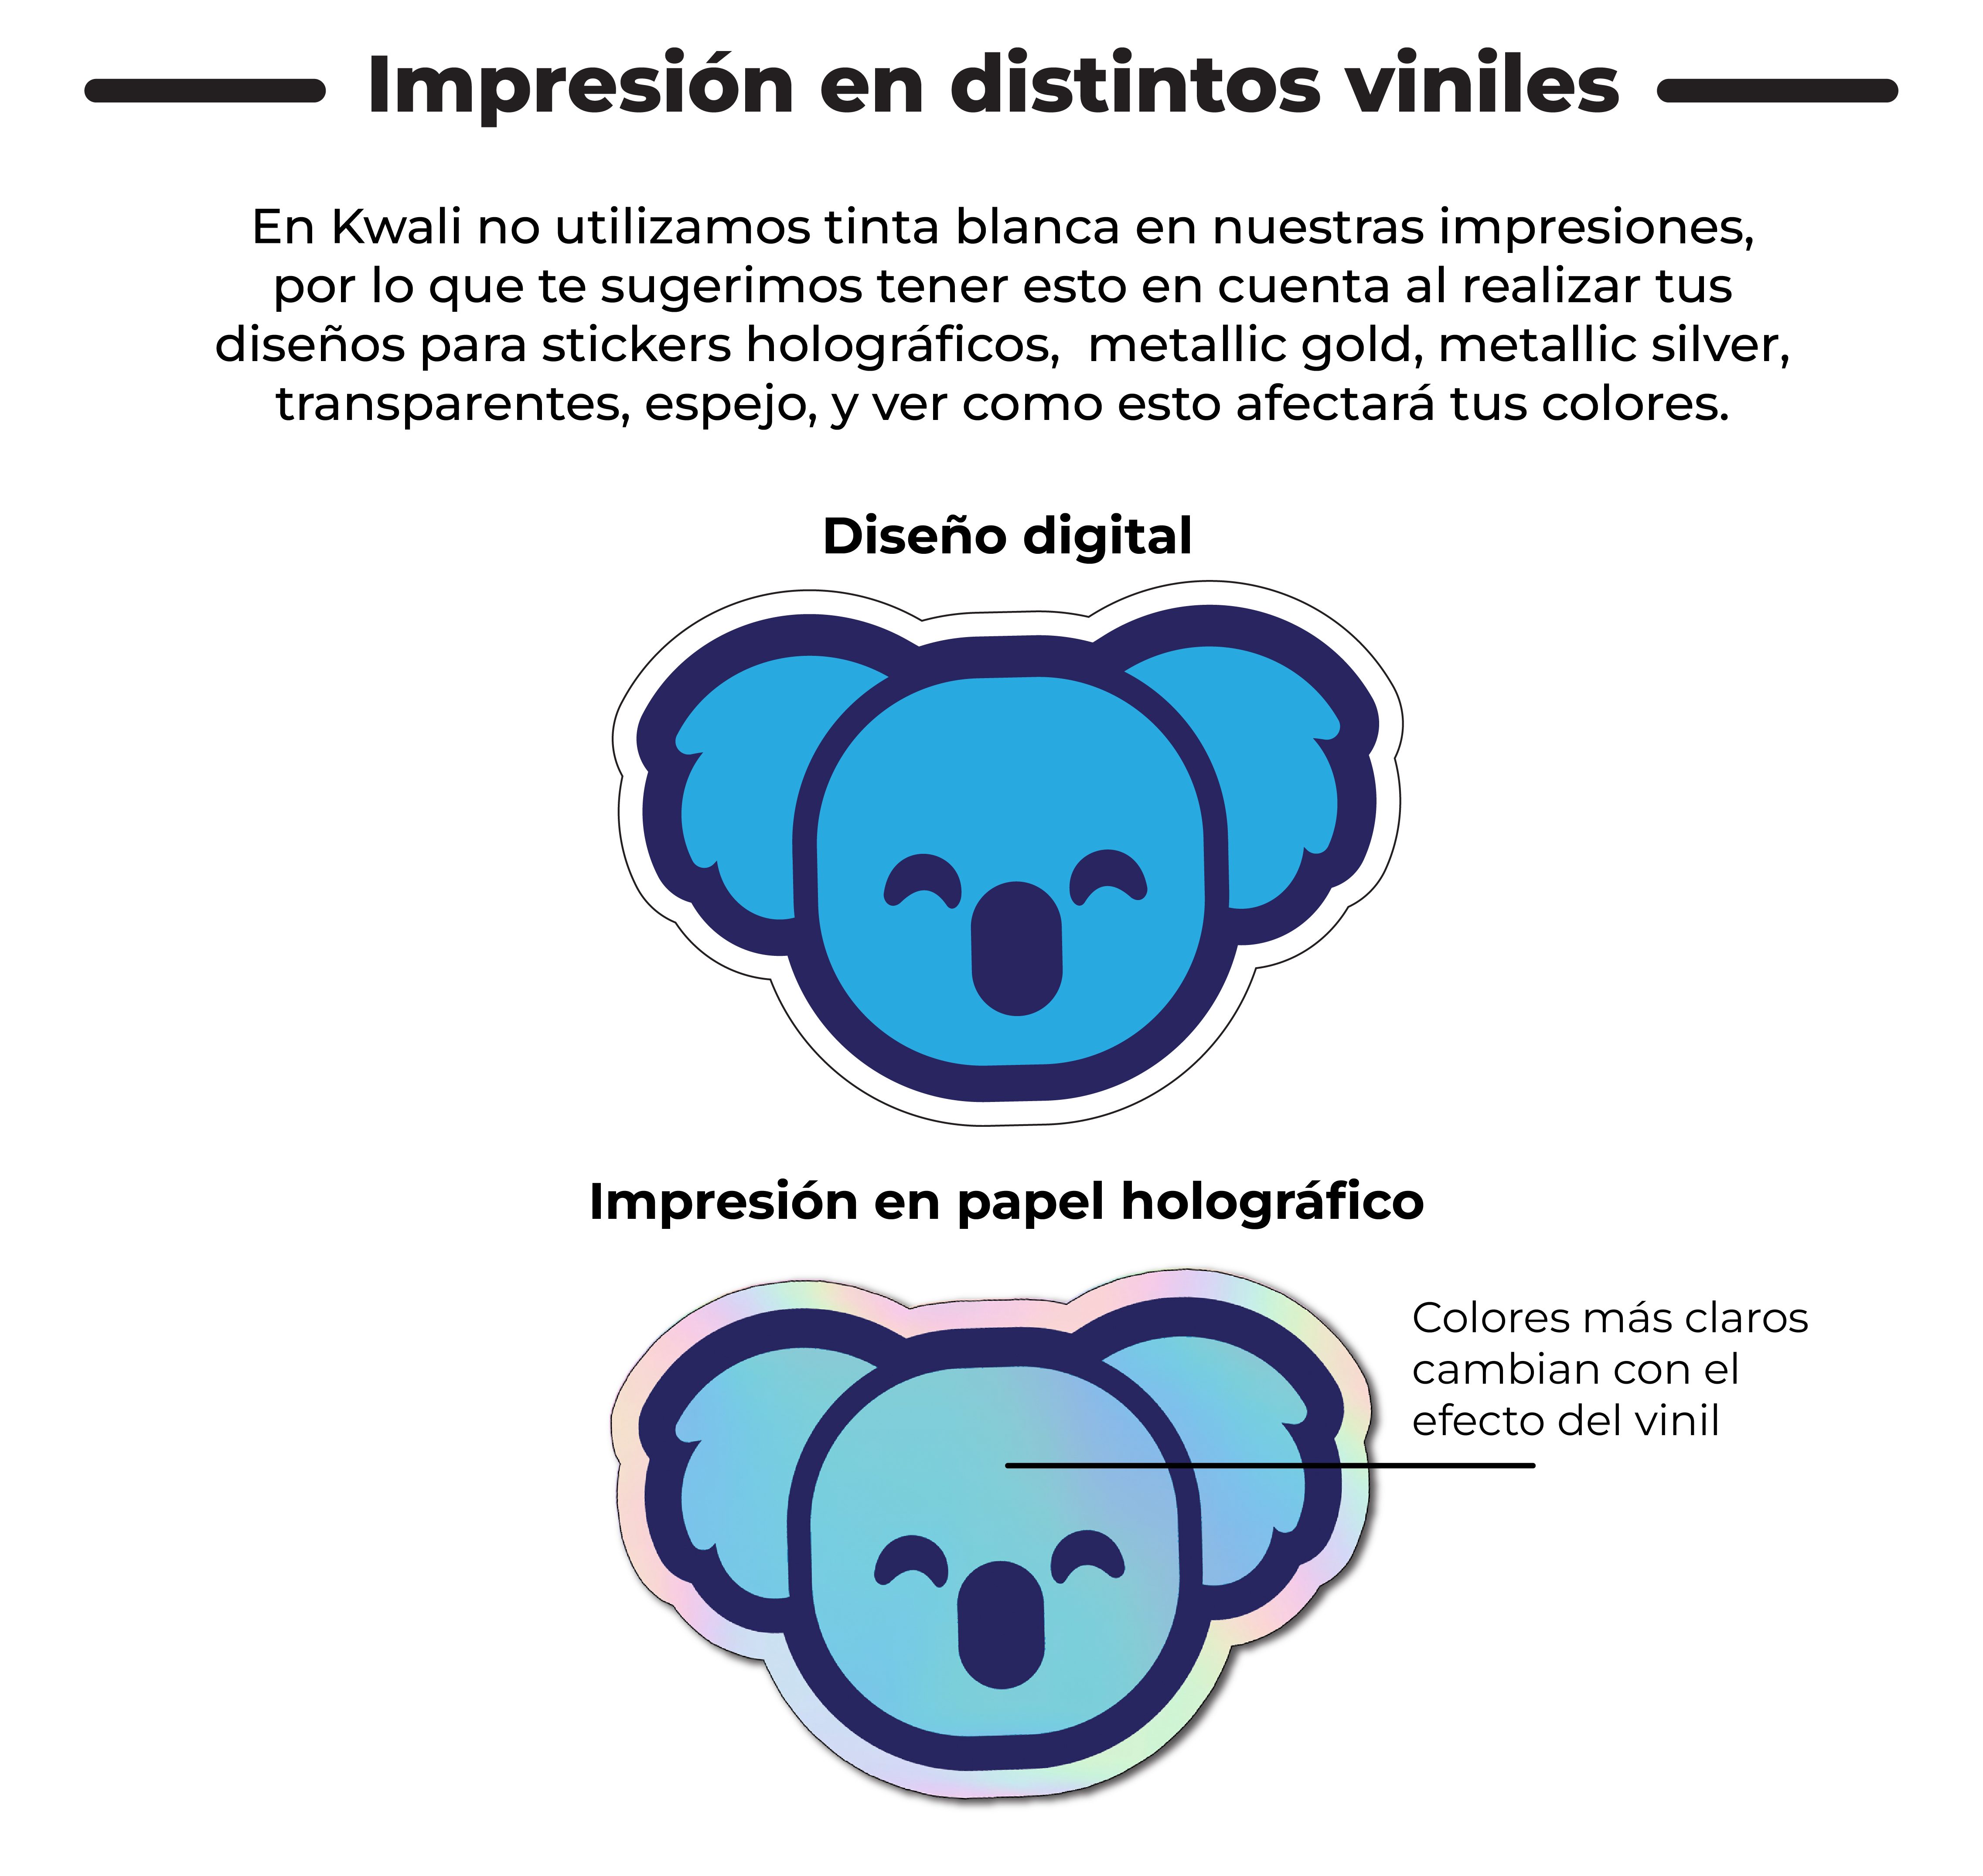 Impresión en distintos viniles
En Kwali no utilizamos tinta blanca en nuestras impresiones,
por lo que te sugerimos tener esto en cuenta al realizar tus
diseños para stickers holográficos, metallic gold, metallic silver,
transparentes, espejo, y ver como esto afectará tus colores.
Diseño digital
Impresión en papel holográfico
Colores más claros
cambian con el
efecto del vinil